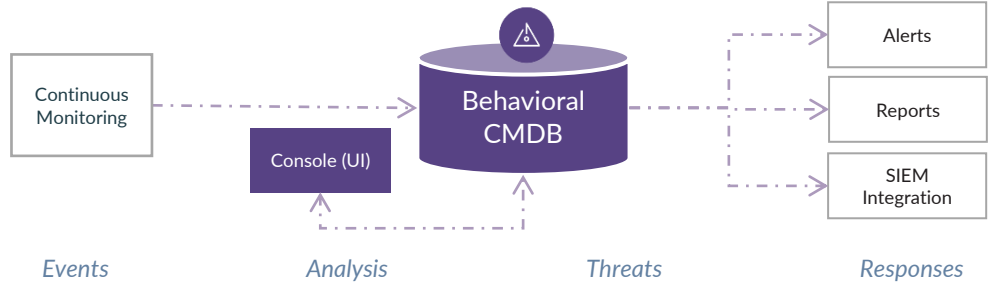 Continuous
Monitoring
Console (UI)
Behavioral
CMDB
Alerts
Reports
SIEM
Integration
Events
Analysis
Threats
Responses